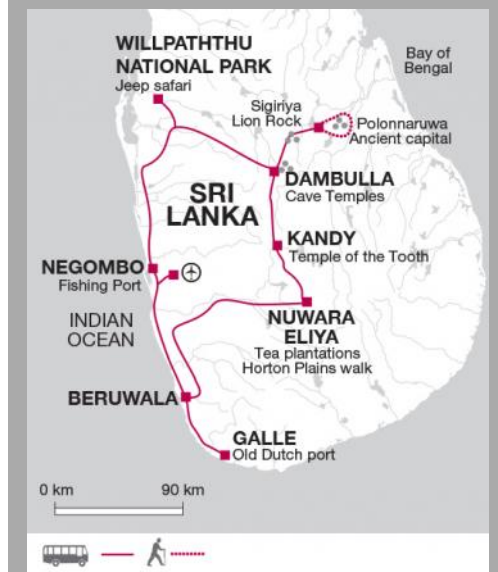 WILLPATHTHU
NATIONAL PARK
Jeep safari
Bay of
Bengal
Sigiriya
Lion Rock
Polonnaruwa
Ancient capital
DAMBULLA
Cave Temples
SRI
LANKA
KANDY
Temple of the Tooth
NEGOMBO
Fishing Port
INDIAN
OCEAN
NUWARA
ELIYA
Tea plantations
Horton Plains walk
BERUWALA
GALLE
Old Dutch port
0 km 90 km